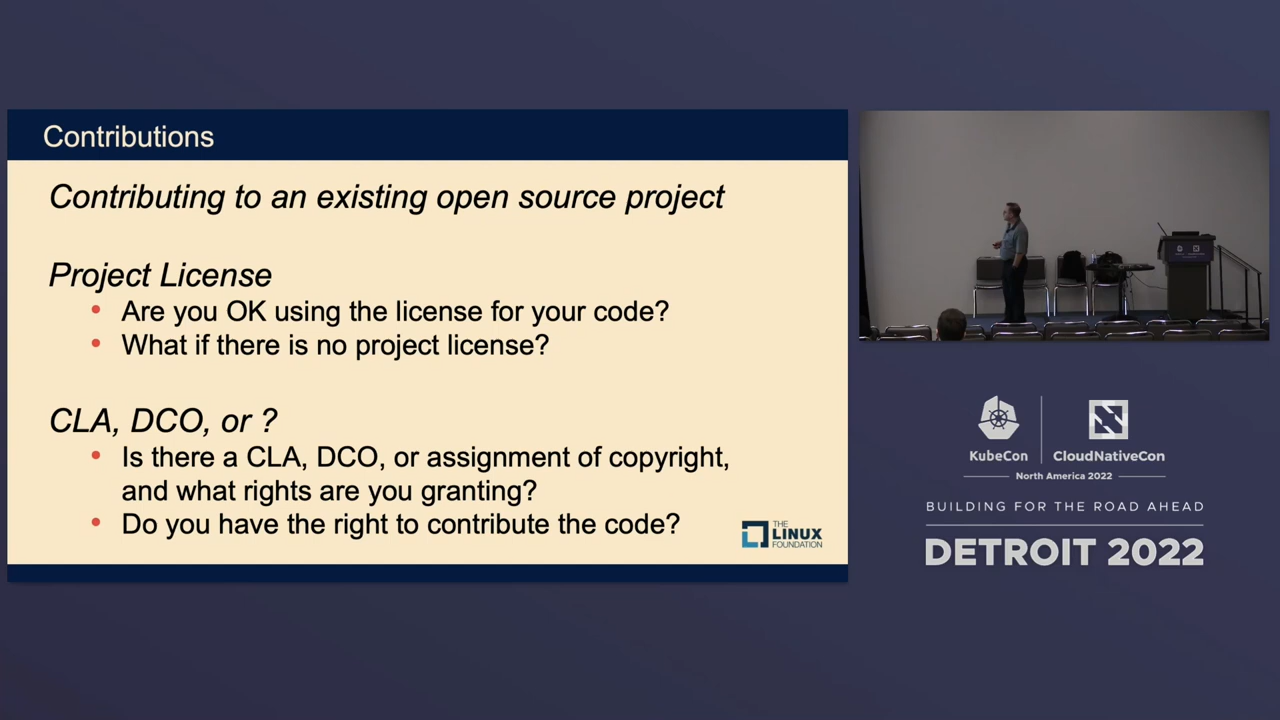 Contributions
Contributing to an existing open source project
Project License
• Are you OK using the license for your code?
• What if there is no project license?
CLA, DCO, or ?
• Is there a CLA, DCO, or assignment of copyright,
and what rights are you granting?
• Do you have the right to contribute the code?
THE
LINUX
FOUNDATION
KubeCon
CloudNativeCon
North America 2022
BUILDING FOR THE ROAD AHEAD
DETROIT 2022